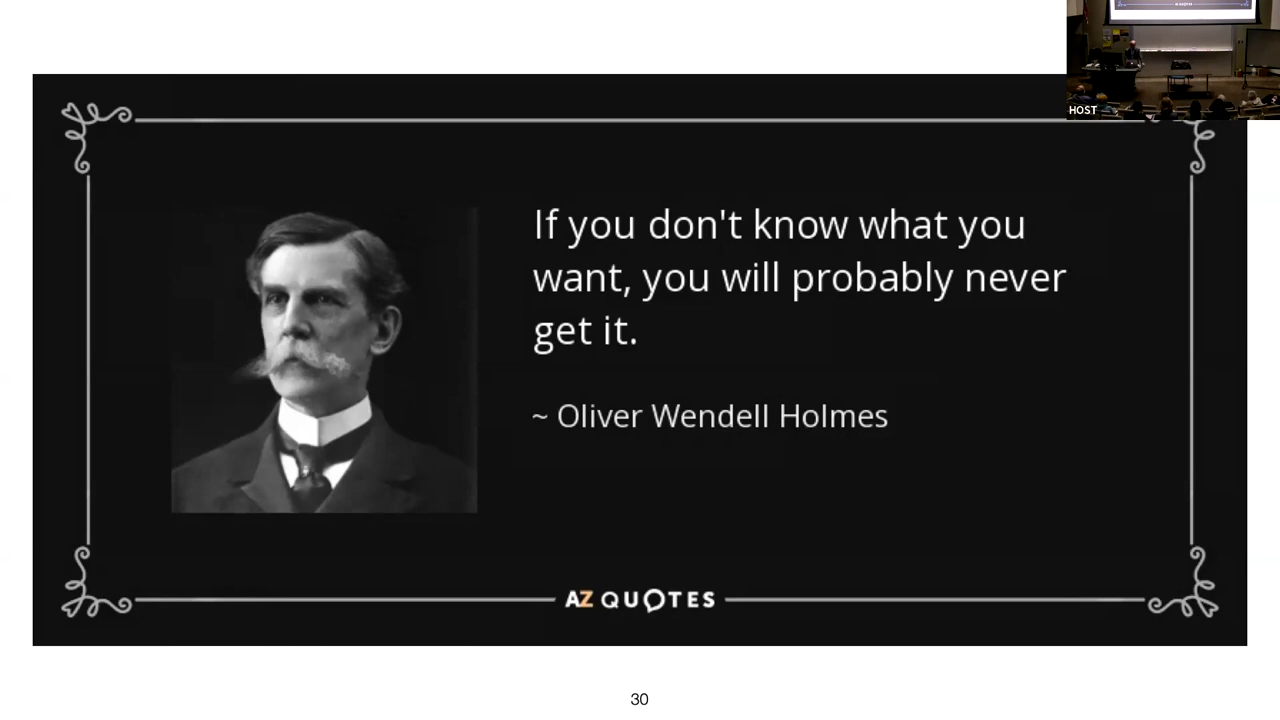 HOST
If you don't know what you
want, you will probably never
get it.
~ Oliver Wendell Holmes
AZ QUOTES
30